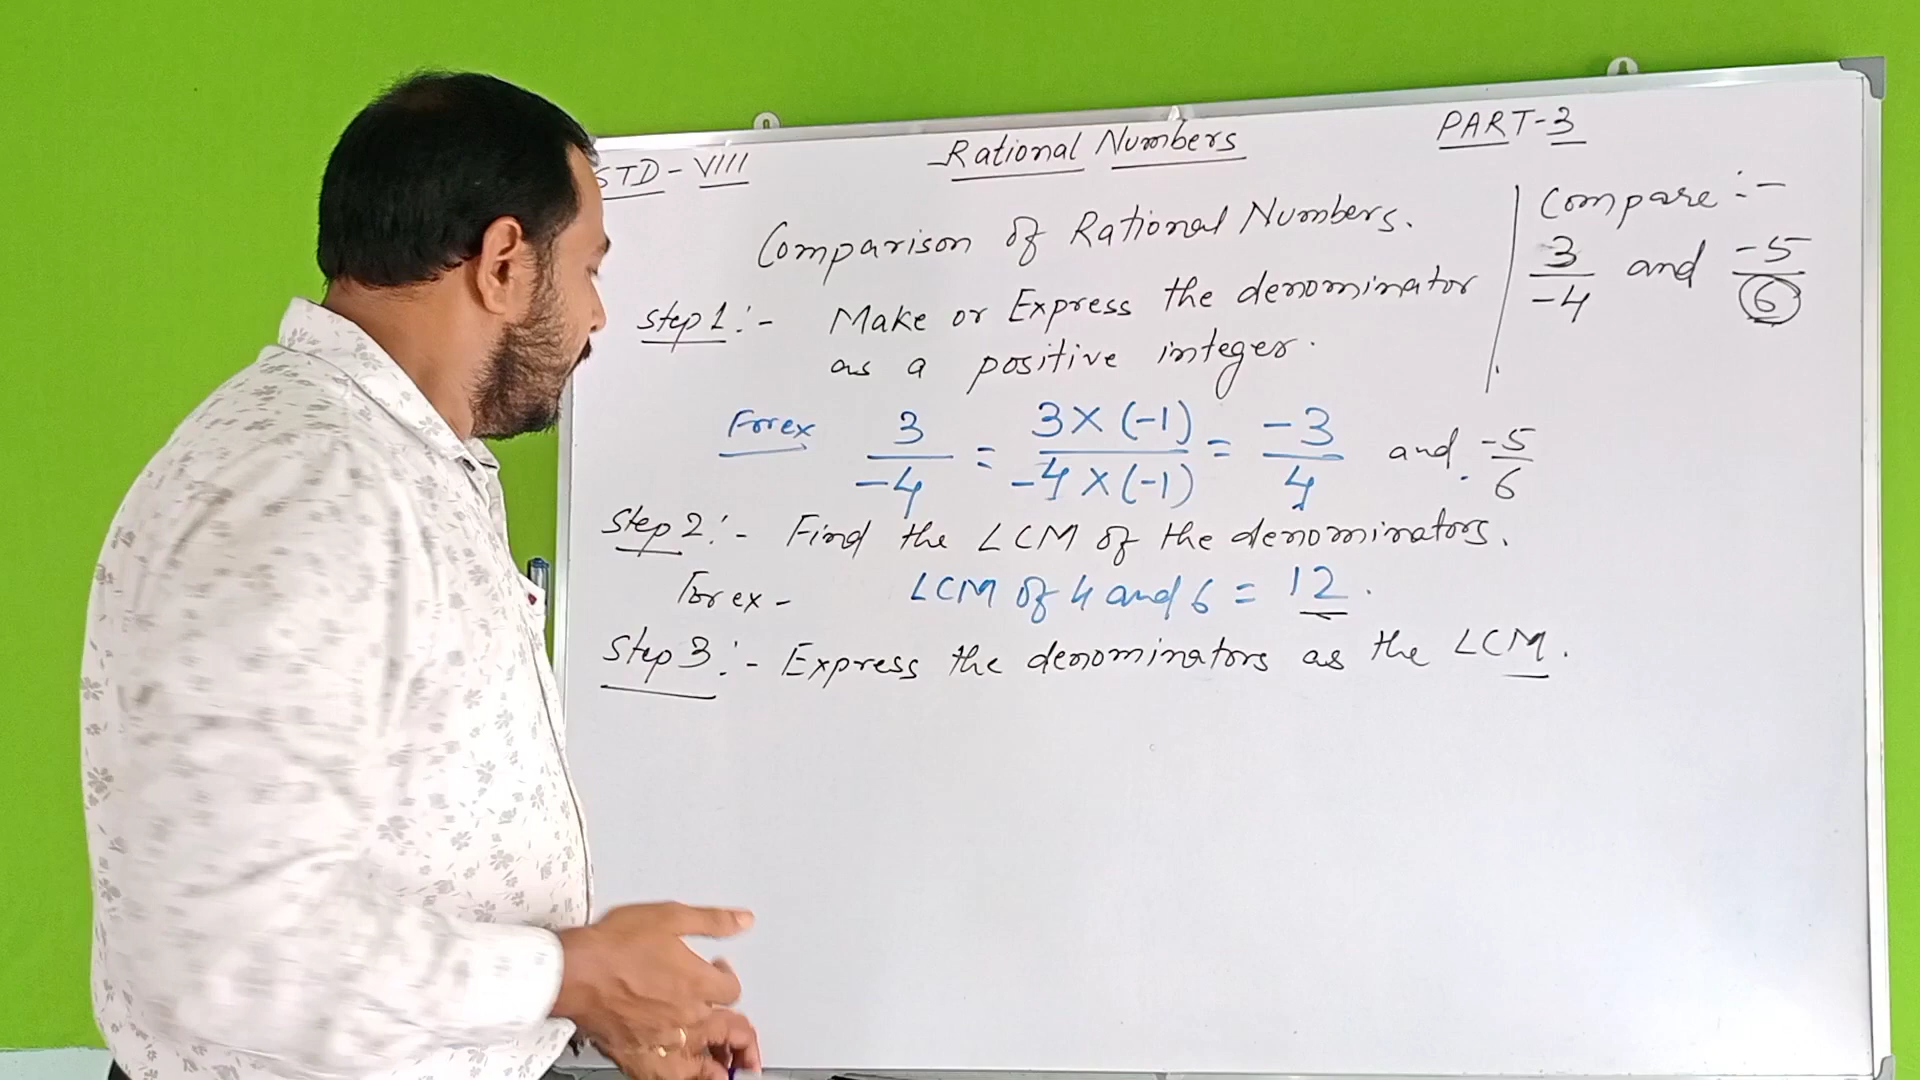 STD - VIII
Rational Numbers
PART-3
Comparison of Rational Numbers.
Compare :-
3/-4 and -5/6
Step 1 :- Make or Express the denominator
as a positive integer.
For ex 3/-4 = 3 × (-1)/-4 × (-1) = -3/4 and -5/6
Step 2 :- Find the LCM of the denominators.
For ex - LCM of 4 and 6 = 12.
Step 3 :- Express the denominators as the LCM.